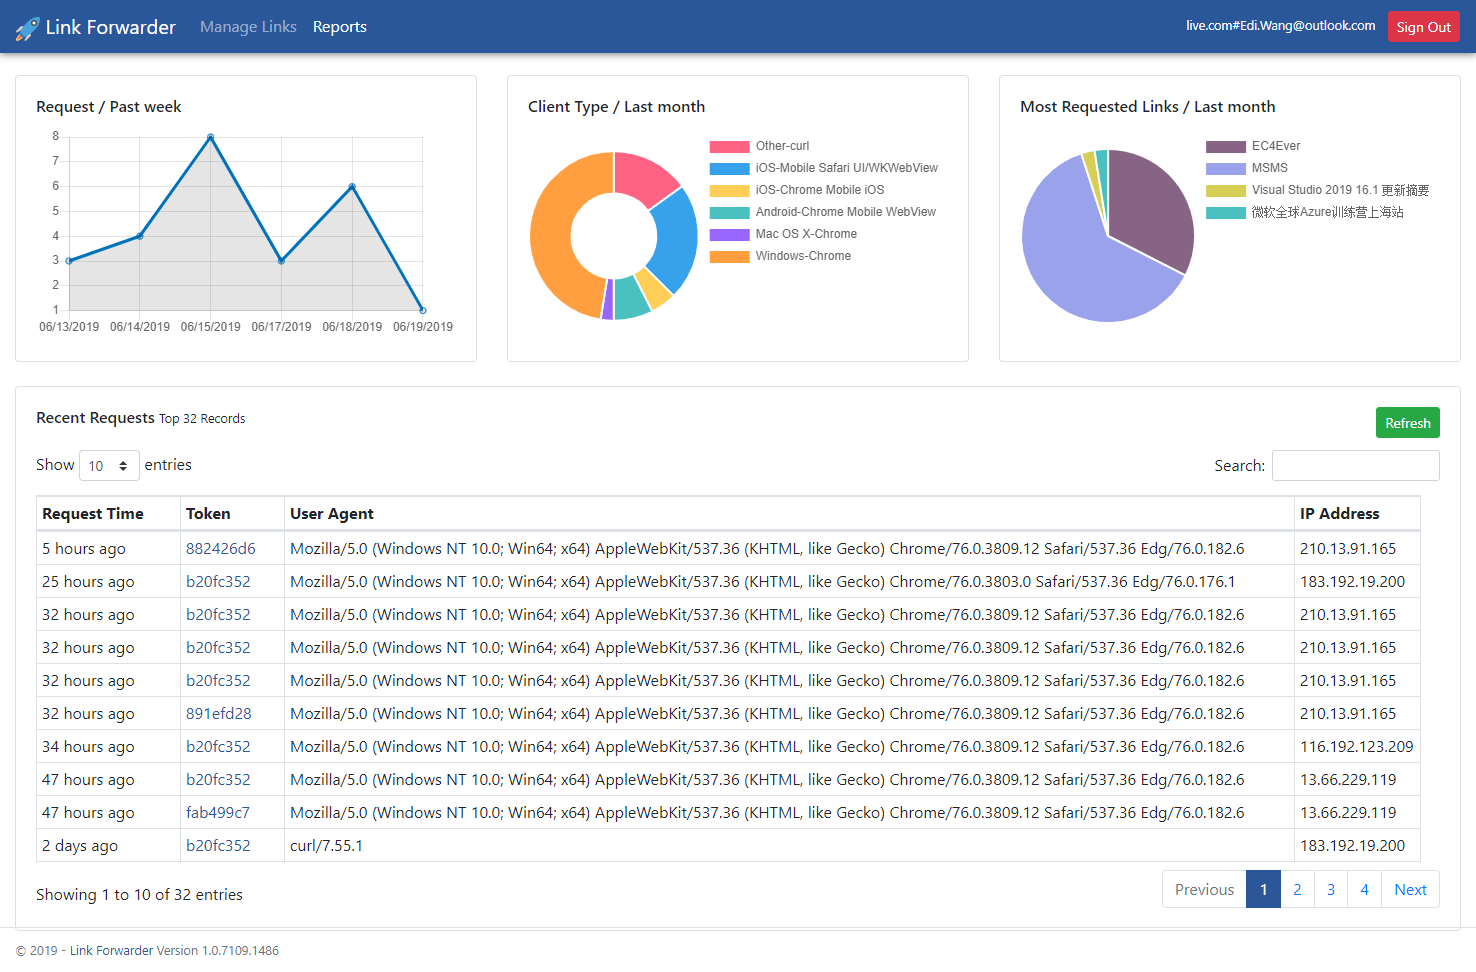 Link Forwarder Manage Links Reports live.com#Edi.Wang@outlook.com Sign Out
Request / Past week
8
7
6
5
4
3
2
1
06/13/2019 06/14/2019 06/15/2019 06/17/2019 06/18/2019 06/19/2019
Client Type / Last month
Other-curl
iOS-Mobile Safari UI/WKWebView
iOS-Chrome Mobile iOS
Android-Chrome Mobile WebView
Mac OS X-Chrome
Windows-Chrome
Most Requested Links / Last month
EC4Ever
MSMS
Visual Studio 2019 16.1 更新摘要
微软全球Azure训练营上海站
Recent Requests Top 32 Records
Refresh
Show 10 entries
Search:
Request Time Token User Agent IP Address
5 hours ago 882426d6 Mozilla/5.0 (Windows NT 10.0; Win64; x64) AppleWebKit/537.36 (KHTML, like Gecko) Chrome/76.0.3809.12 Safari/537.36 Edg/76.0.182.6 210.13.91.165
25 hours ago b20fc352 Mozilla/5.0 (Windows NT 10.0; Win64; x64) AppleWebKit/537.36 (KHTML, like Gecko) Chrome/76.0.3803.0 Safari/537.36 Edg/76.0.176.1 183.192.19.200
32 hours ago b20fc352 Mozilla/5.0 (Windows NT 10.0; Win64; x64) AppleWebKit/537.36 (KHTML, like Gecko) Chrome/76.0.3809.12 Safari/537.36 Edg/76.0.182.6 210.13.91.165
32 hours ago b20fc352 Mozilla/5.0 (Windows NT 10.0; Win64; x64) AppleWebKit/537.36 (KHTML, like Gecko) Chrome/76.0.3809.12 Safari/537.36 Edg/76.0.182.6 210.13.91.165
32 hours ago b20fc352 Mozilla/5.0 (Windows NT 10.0; Win64; x64) AppleWebKit/537.36 (KHTML, like Gecko) Chrome/76.0.3809.12 Safari/537.36 Edg/76.0.182.6 210.13.91.165
32 hours ago 891efd28 Mozilla/5.0 (Windows NT 10.0; Win64; x64) AppleWebKit/537.36 (KHTML, like Gecko) Chrome/76.0.3809.12 Safari/537.36 Edg/76.0.182.6 210.13.91.165
34 hours ago b20fc352 Mozilla/5.0 (Windows NT 10.0; Win64; x64) AppleWebKit/537.36 (KHTML, like Gecko) Chrome/76.0.3809.12 Safari/537.36 Edg/76.0.182.6 116.192.123.209
47 hours ago b20fc352 Mozilla/5.0 (Windows NT 10.0; Win64; x64) AppleWebKit/537.36 (KHTML, like Gecko) Chrome/76.0.3809.12 Safari/537.36 Edg/76.0.182.6 13.66.229.119
47 hours ago fab499c7 Mozilla/5.0 (Windows NT 10.0; Win64; x64) AppleWebKit/537.36 (KHTML, like Gecko) Chrome/76.0.3809.12 Safari/537.36 Edg/76.0.182.6 13.66.229.119
2 days ago b20fc352 curl/7.55.1 183.192.19.200
Showing 1 to 10 of 32 entries
Previous 1 2 3 4 Next
© 2019 - Link Forwarder Version 1.0.7109.1486